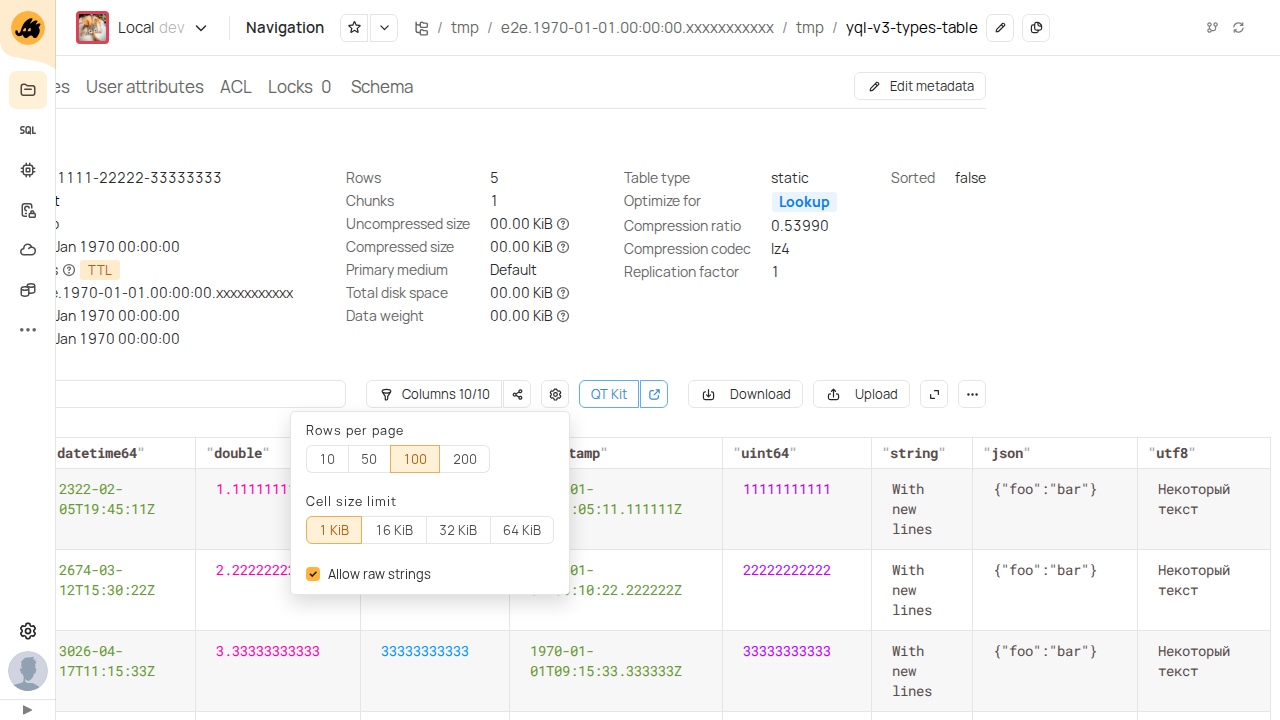 Local dev Navigation / tmp / e2e.1970-01-01.00:00:00.xxxxxxxxxxx / tmp / yql-v3-types-table
User attributes ACL Locks 0 Schema Edit metadata
SQL
1111-22222-33333333 Rows 5 Table type static Sorted false
Chunks 1 Optimize for Lookup
Uncompressed size 00.00 KiB Compression ratio 0.53990
Jan 1970 00:00:00 Compressed size 00.00 KiB Compression codec lz4
TTL Primary medium Default Replication factor 1
e.1970-01-01.00:00:00.xxxxxxxxxxx Total disk space 00.00 KiB
Jan 1970 00:00:00 Data weight 00.00 KiB
Jan 1970 00:00:00
Columns 10/10 QT Kit Download Upload
Rows per page
10 50 100 200
Cell size limit
1 KiB 16 KiB 32 KiB 64 KiB
Allow raw strings
datetime64" "double" tamp" "uint64" "string" "json" "utf8"
2322-02- 1.1111111 01- 11111111111 With {"foo":"bar"} Некоторый
05T19:45:11Z :05:11.111111Z new текст
lines
2674-03- 2.2222222 01- 22222222222 With {"foo":"bar"} Некоторый
12T15:30:22Z :10:22.222222Z new текст
lines
3026-04- 3.33333333333 33333333333 1970-01- 33333333333 With {"foo":"bar"} Некоторый
17T11:15:33Z 01T09:15:33.333333Z new текст
lines